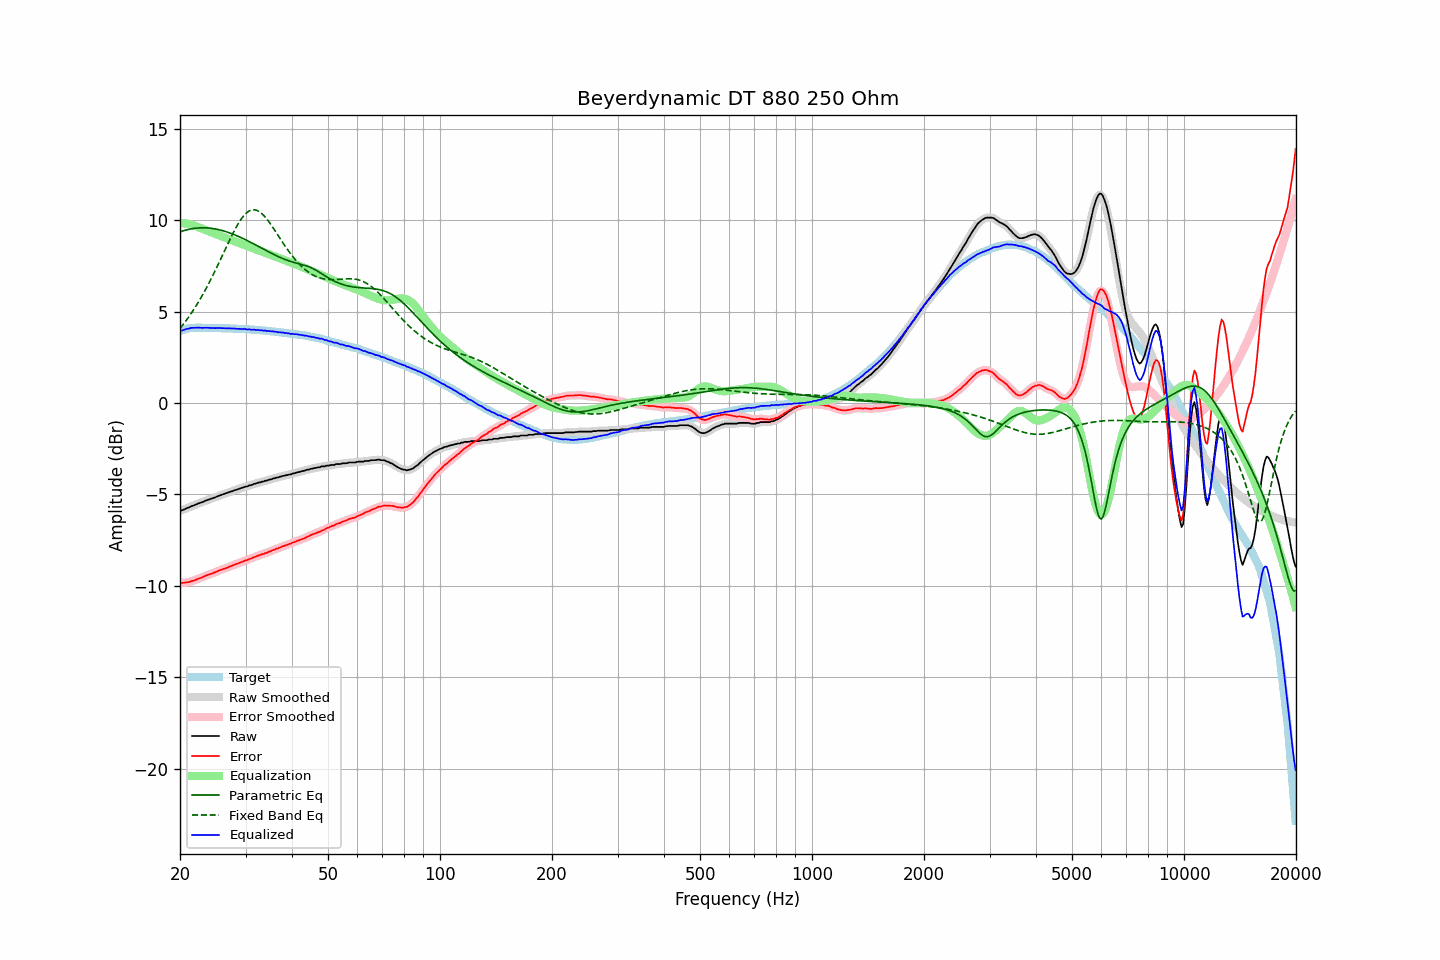 Beyerdynamic DT 880 250 Ohm
Amplitude (dBr)
15
10
5
0
−5
−10
−15
−20
Target
Raw Smoothed
Error Smoothed
Raw
Error
Equalization
Parametric Eq
Fixed Band Eq
Equalized
20 50 100 200 500 1000 2000 5000 10000 20000
Frequency (Hz)